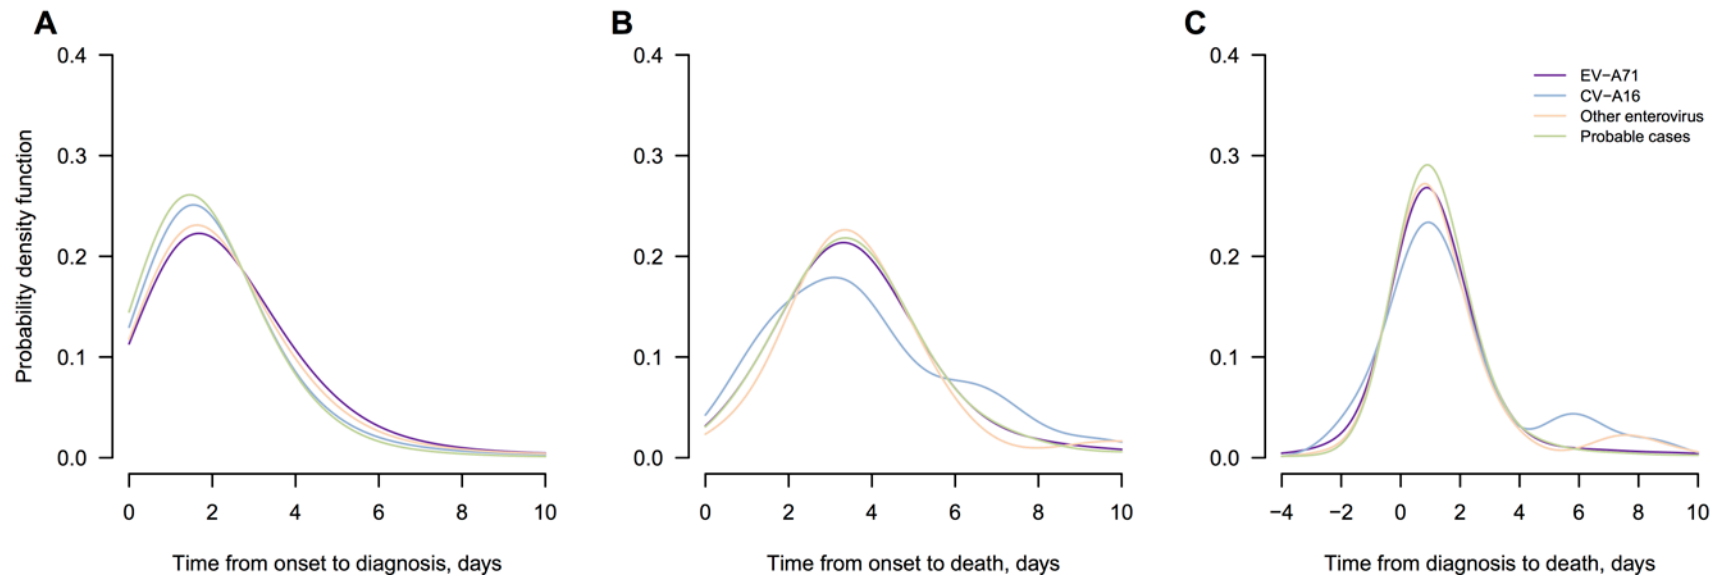 A
B
C
Probability density function
0.4
0.3
0.2
0.1
0.0
0 2 4 6 8 10
Time from onset to diagnosis, days
0.4
0.3
0.2
0.1
0.0
0 2 4 6 8 10
Time from onset to death, days
0.4
0.3
0.2
0.1
0.0
EV−A71
CV−A16
Other enterovirus
Probable cases
−4 −2 0 2 4 6 8 10
Time from diagnosis to death, days